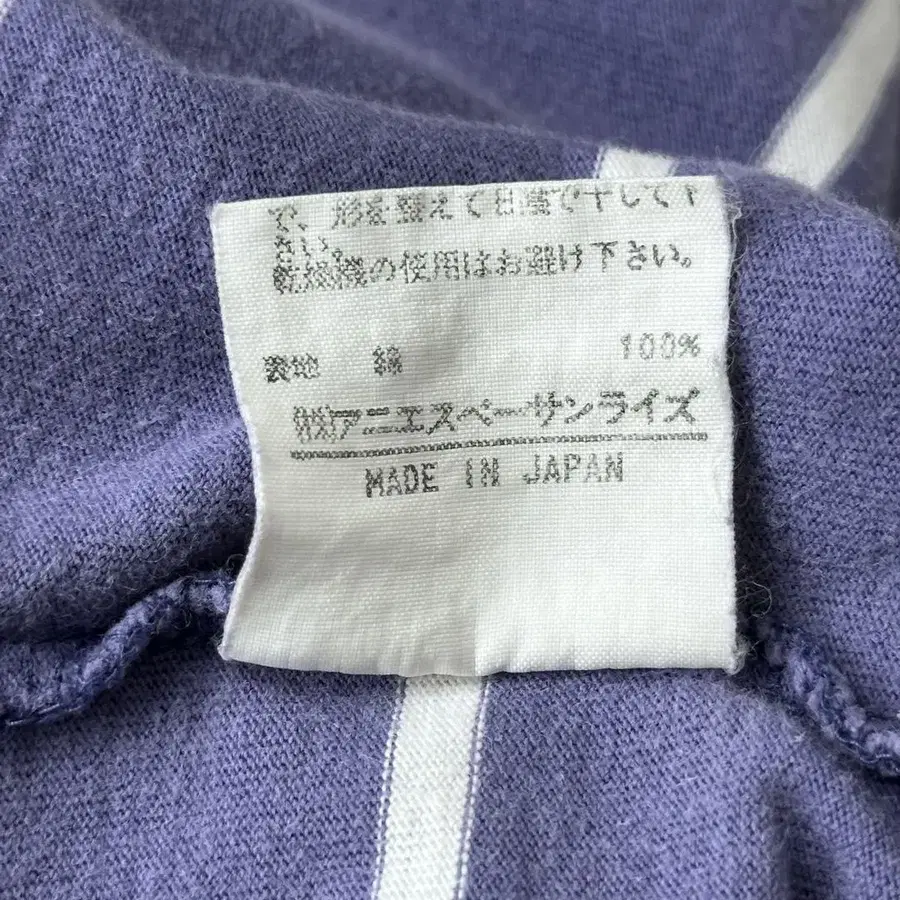 で、形を整えて日陰で干して下
さい。
乾燥機の使用はお避け下さい。
表地 綿 100%
㈱アニエスベーサンライズ
MADE IN JAPAN